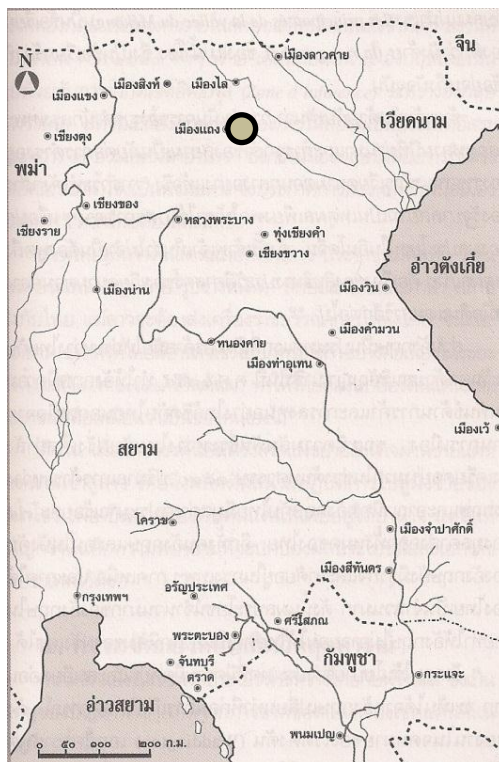 เมืองลาวคาย
จีน
N
เมืองสิงห์
เมืองไล
เมืองแขง
เวียดนาม
เมืองแถง
เชียงตุง
พม่า
เชียงของ
หลวงพระบาง
เชียงราย
ทุ่งเชียงคำ
เชียงขวาง
อ่าวตังเกี๋ย
เมืองน่าน
เมืองวิน
เมืองคำมวน
หนองคาย
เมืองท่าอุเทน
เมืองเว้
สยาม
โคราช
เมืองจำปาศักดิ์
เมืองสีทันดร
อรัญประเทศ
กรุงเทพฯ
ศรีโสภณ
พระตะบอง
กัมพูชา
จันทบุรี
กระแจะ
ตราด
อ่าวสยาม
พนมเปญ
๐ ๕๐ ๑๐๐ ๒๐๐ ก.ม.